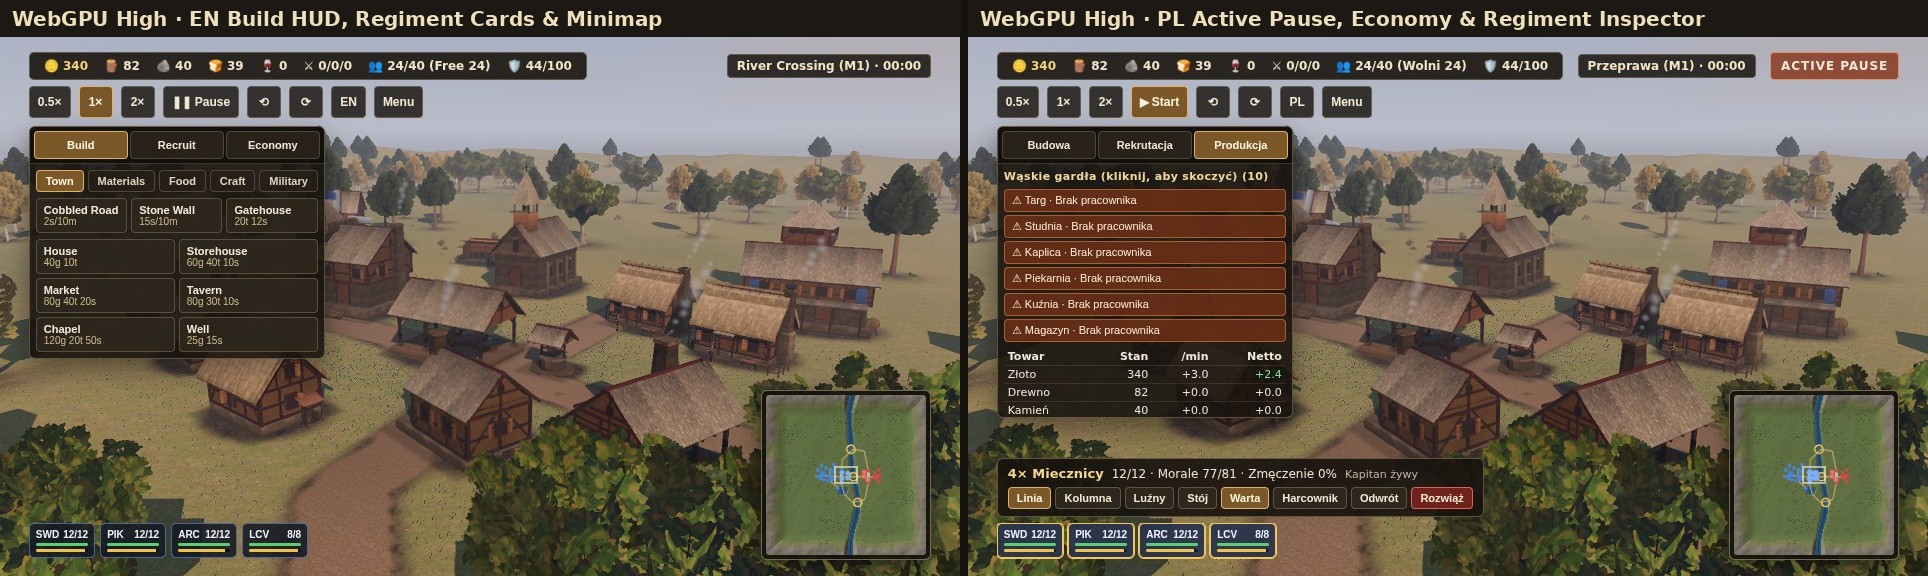 WebGPU High · EN Build HUD, Regiment Cards & Minimap
340 82 40 39 0 ⚔ 0/0/0 24/40 (Free 24) 44/100
River Crossing (M1) · 00:00
0.5× 1× 2× ❚❚ Pause ⟲ ⟳ EN Menu
Build Recruit Economy
Town Materials Food Craft Military
Cobbled Road Stone Wall Gatehouse
2s/10m 15s/10m 20t 12s
House Storehouse
40g 10t 60g 40t 10s
Market Tavern
80g 40t 20s 80g 30t 10s
Chapel Well
120g 20t 50s 25g 15s
SWD 12/12 PIK 12/12 ARC 12/12 LCV 8/8
WebGPU High · PL Active Pause, Economy & Regiment Inspector
340 82 40 39 0 ⚔ 0/0/0 24/40 (Wolni 24) 44/100
Przeprawa (M1) · 00:00
ACTIVE PAUSE
0.5× 1× 2× ▶ Start ⟲ ⟳ PL Menu
Budowa Rekrutacja Produkcja
Wąskie gardła (kliknij, aby skoczyć) (10)
⚠ Targ · Brak pracownika
⚠ Studnia · Brak pracownika
⚠ Kaplica · Brak pracownika
⚠ Piekarnia · Brak pracownika
⚠ Kuźnia · Brak pracownika
⚠ Magazyn · Brak pracownika
Towar Stan /min Netto
Złoto 340 +3.0 +2.4
Drewno 82 +0.0 +0.0
Kamień 40 +0.0 +0.0
4× Miecznicy 12/12 · Morale 77/81 · Zmęczenie 0% Kapitan żywy
Linia Kolumna Luźny Stój Warta Harcownik Odwrót Rozwiąż
SWD 12/12 PIK 12/12 ARC 12/12 LCV 8/8